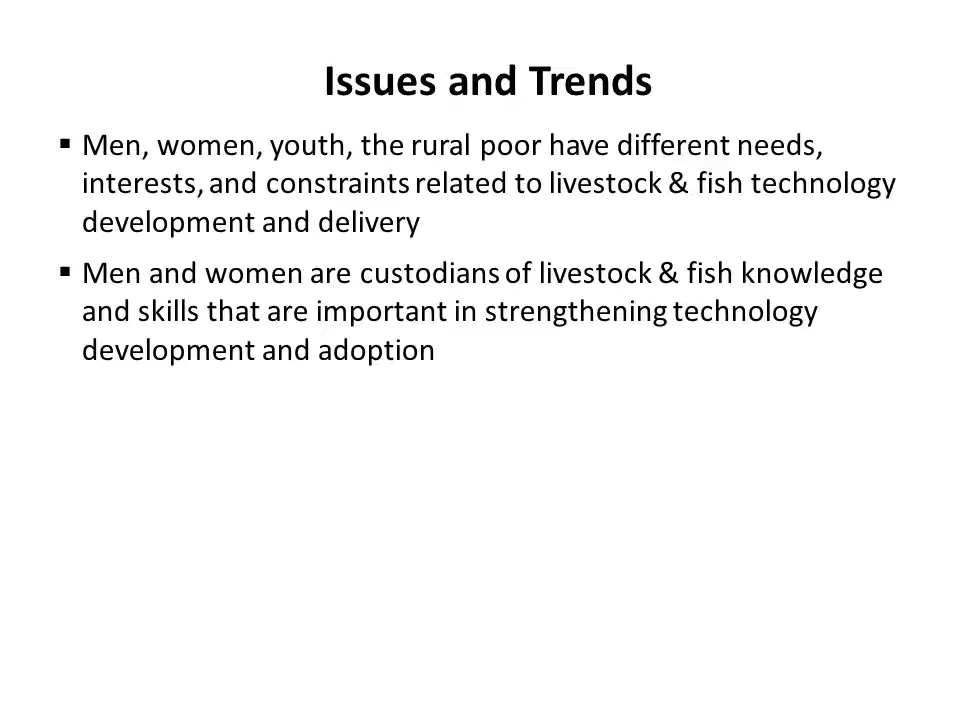 Issues and Trends
▪ Men, women, youth, the rural poor have different needs,
interests, and constraints related to livestock & fish technology
development and delivery
▪ Men and women are custodians of livestock & fish knowledge
and skills that are important in strengthening technology
development and adoption